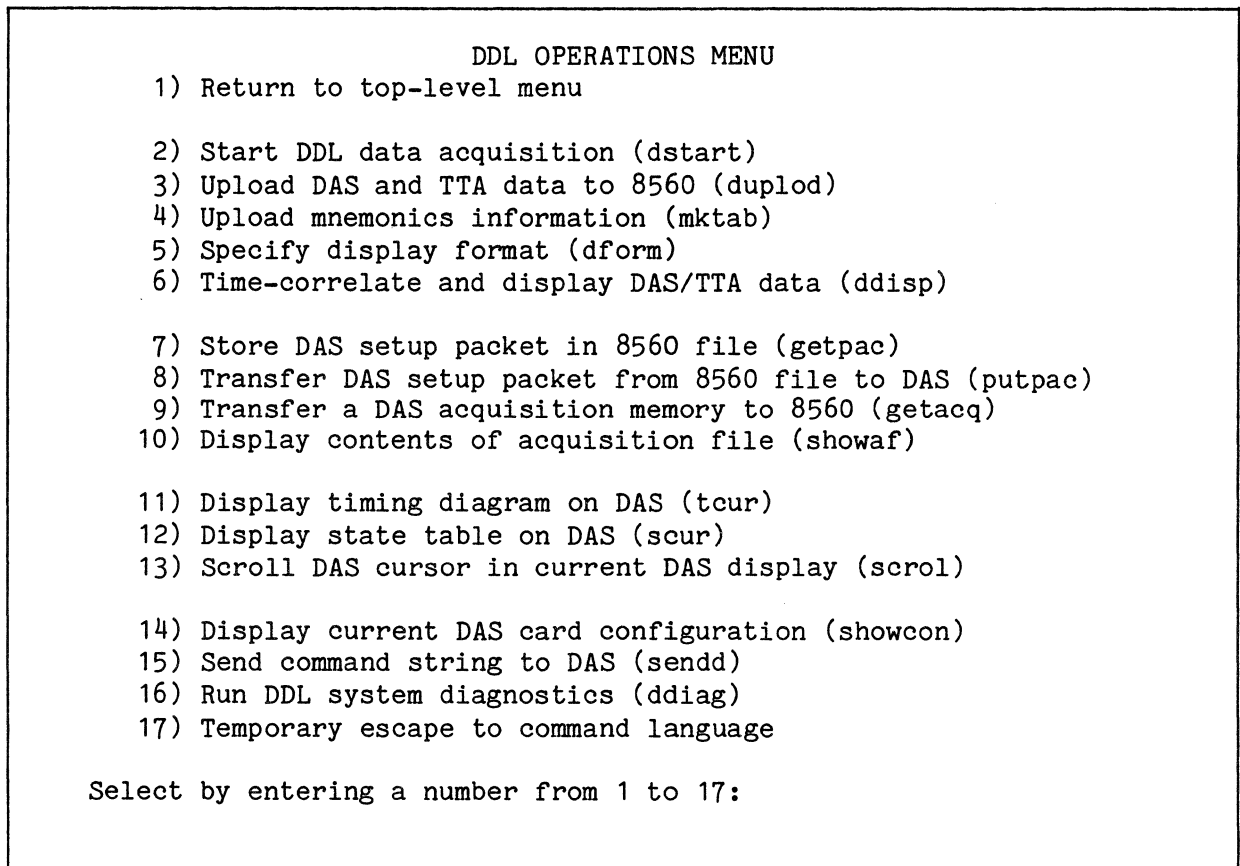 DDL OPERATIONS MENU
1) Return to top-level menu
2) Start DDL data acquisition (dstart)
3) Upload DAS and TTA data to 8560 (duplod)
4) Upload mnemonics information (mktab)
5) Specify display format (dform)
6) Time-correlate and display DAS/TTA data (ddisp)
7) Store DAS setup packet in 8560 file (getpac)
8) Transfer DAS setup packet from 8560 file to DAS (putpac)
9) Transfer a DAS acquisition memory to 8560 (getacq)
10) Display contents of acquisition file (showaf)
11) Display timing diagram on DAS (tcur)
12) Display state table on DAS (scur)
13) Scroll DAS cursor in current DAS display (scrol)
14) Display current DAS card configuration (showcon)
15) Send command string to DAS (sendd)
16) Run DDL system diagnostics (ddiag)
17) Temporary escape to command language
Select by entering a number from 1 to 17: